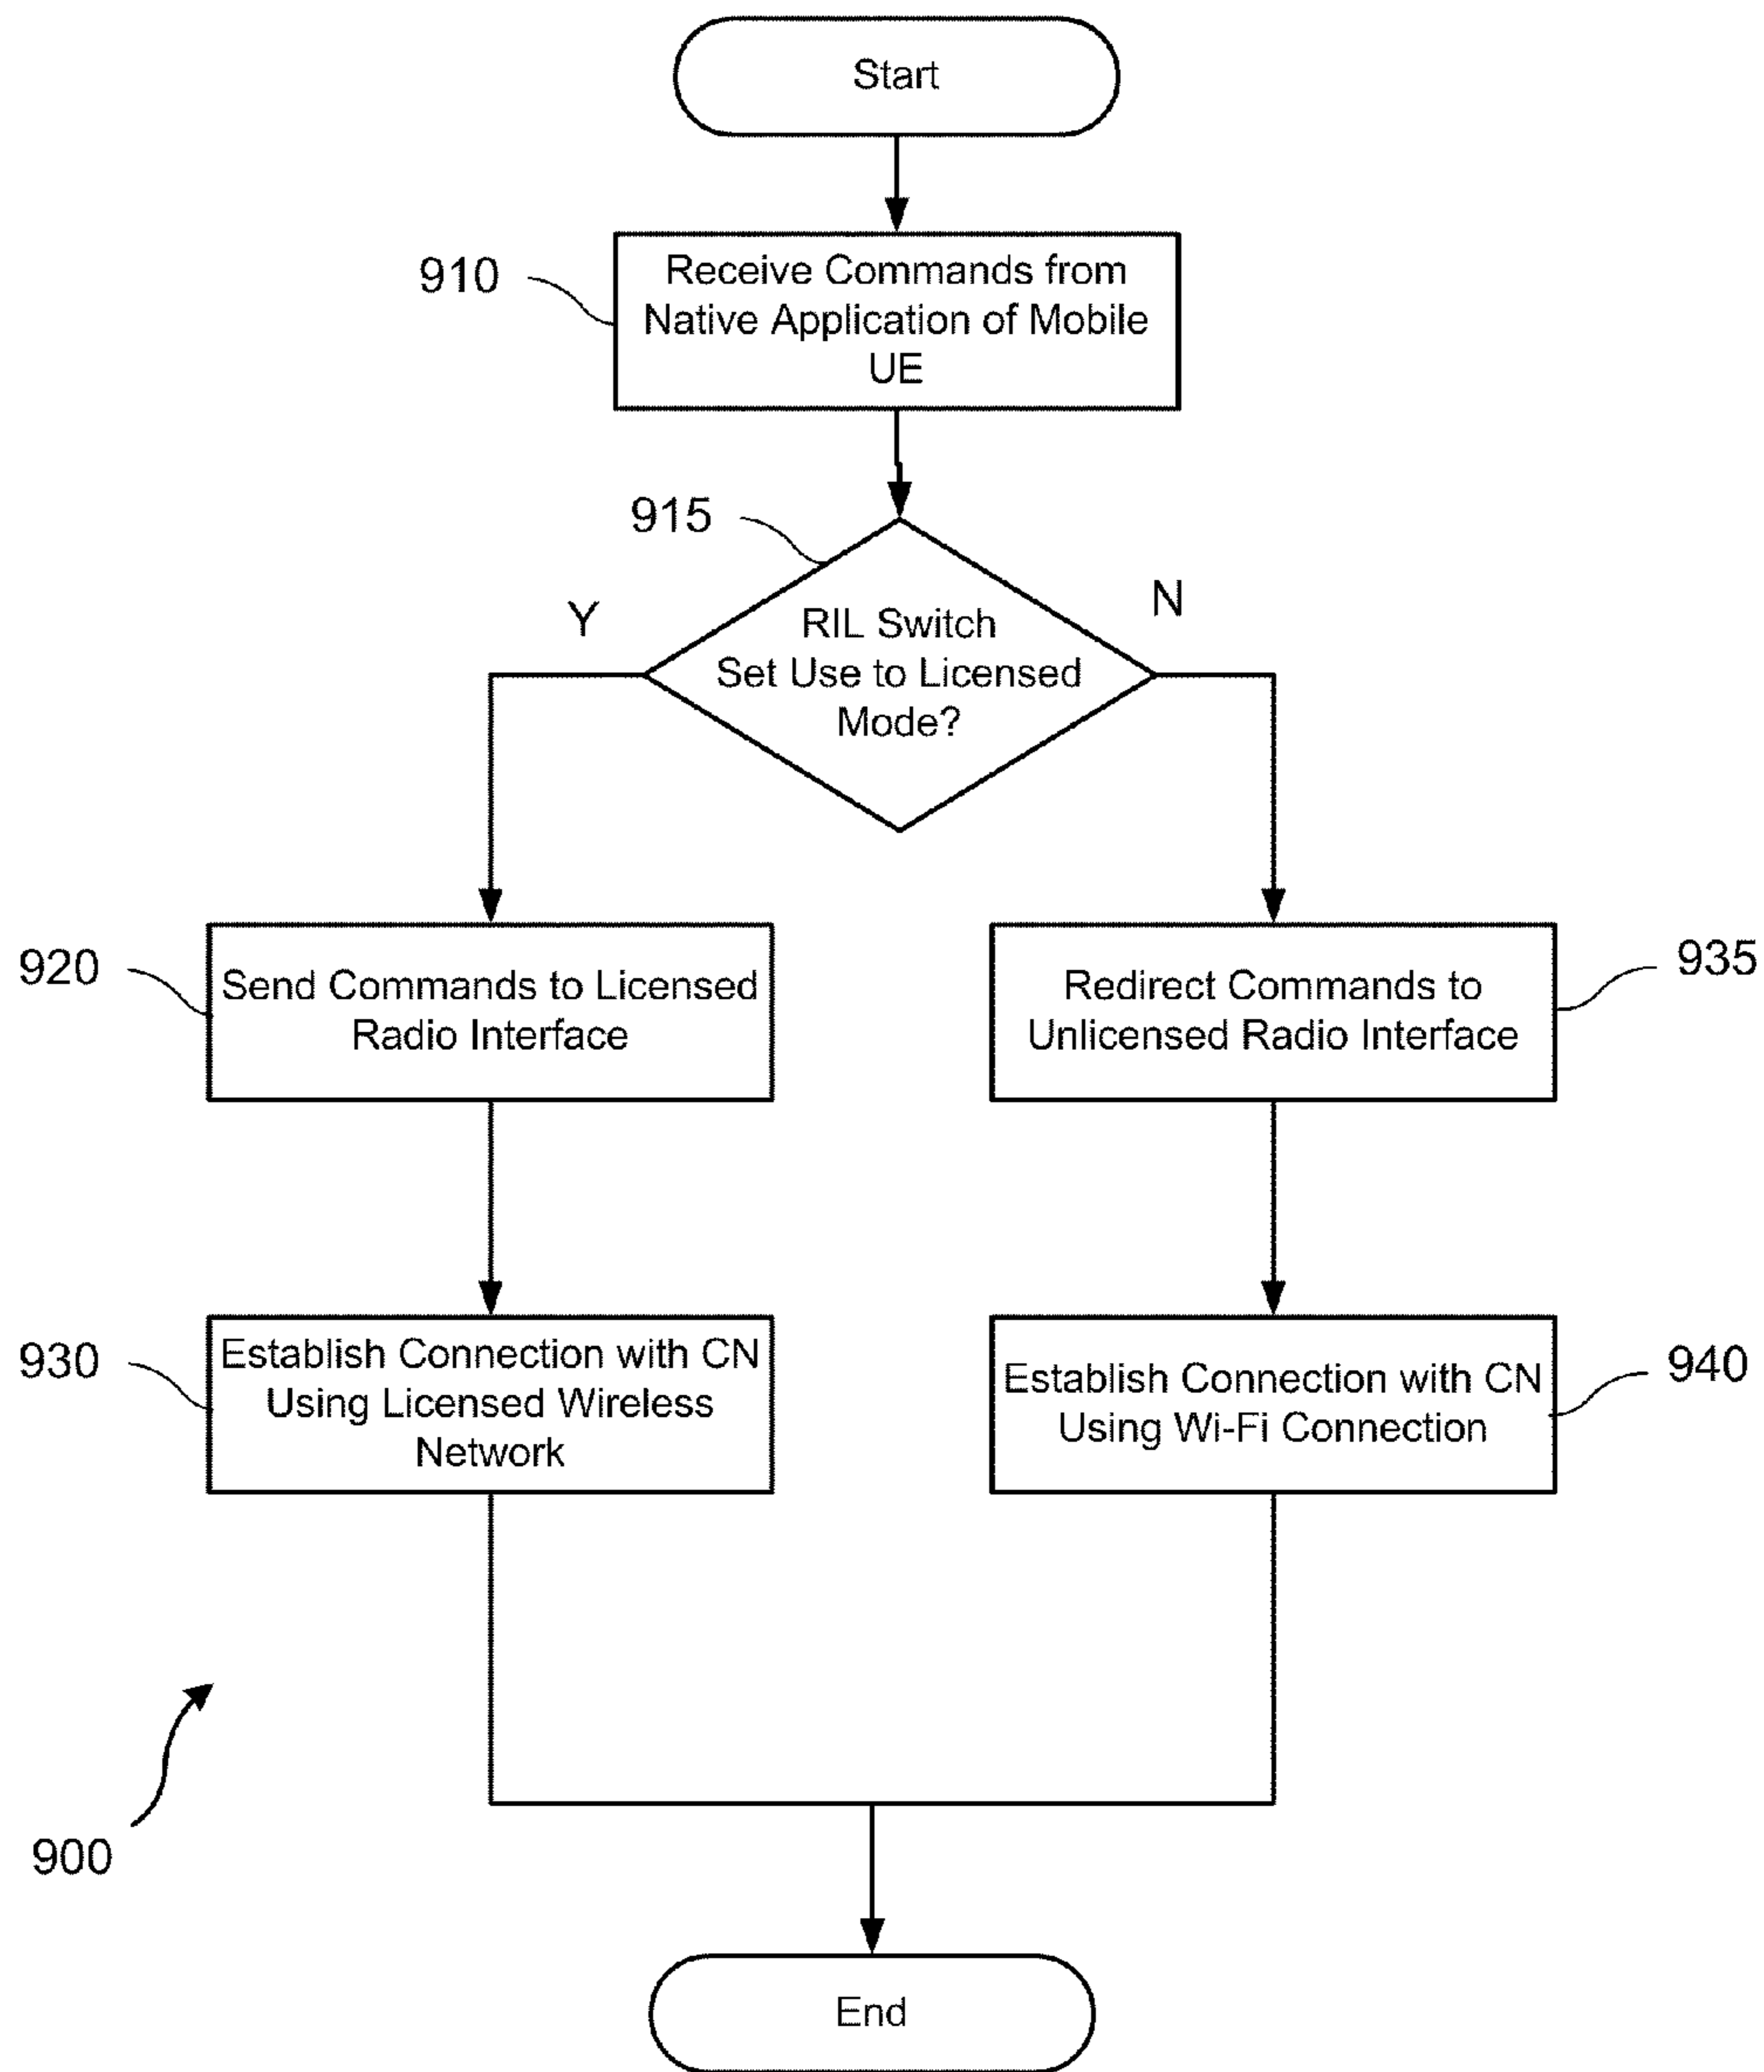 Start
910
Receive Commands from
Native Application of Mobile
UE
915
Y
N
RIL Switch
Set Use to Licensed
Mode?
920
Send Commands to Licensed
Radio Interface
Redirect Commands to
Unlicensed Radio Interface
935
930
Establish Connection with CN
Using Licensed Wireless
Network
Establish Connection with CN
Using Wi-Fi Connection
940
900
End